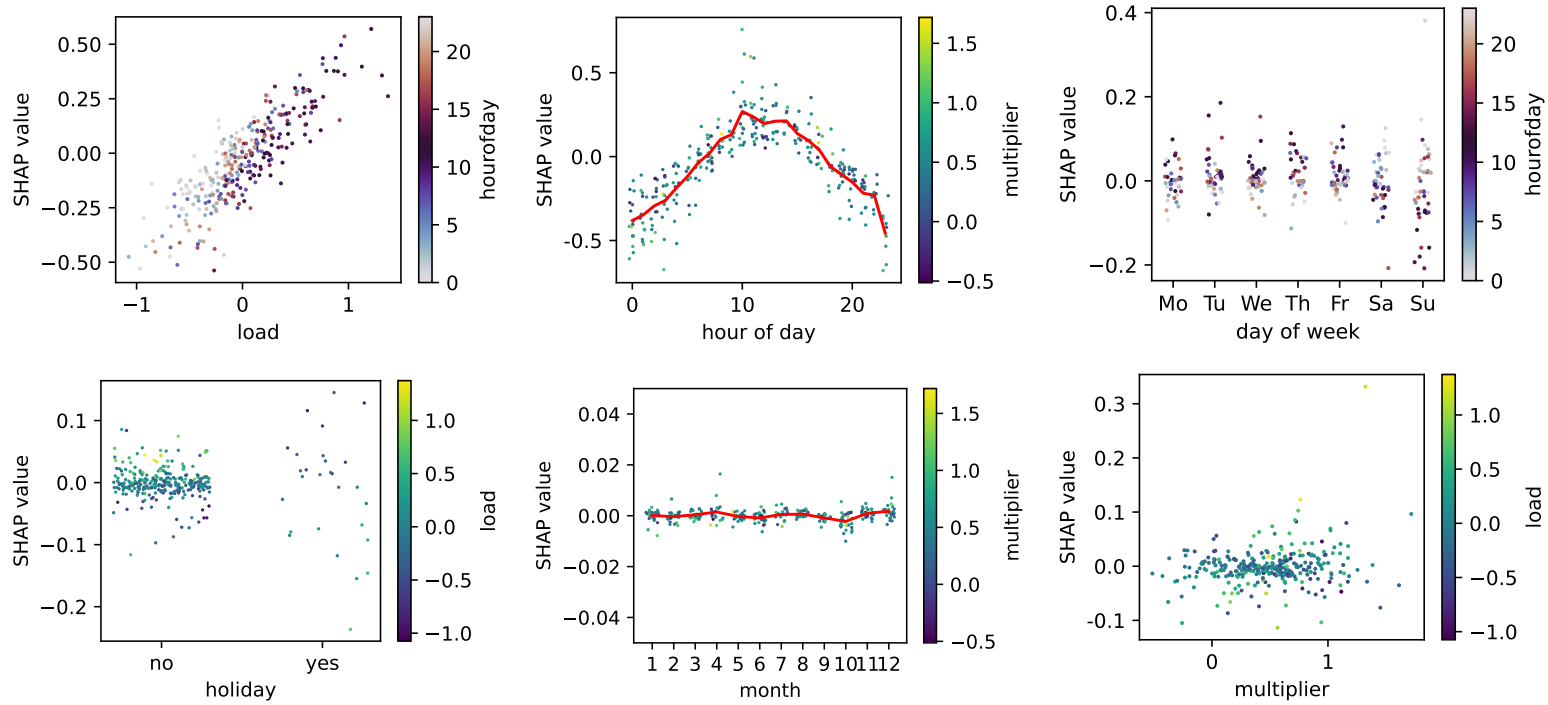 0.50
0.25
0.00
−0.25
−0.50
SHAP value
−1
0
1
load
20
15
10
5
0
hourofday
0.5
0.0
-0.5
SHAP value
0
10
20
hour of day
1.5
1.0
0.5
0.0
−0.5
multiplier
0.4
0.2
0.0
−0.2
SHAP value
Mo Tu We Th Fr Sa Su
day of week
20
15
10
5
0
hourofday
0.1
0.0
−0.1
−0.2
SHAP value
no
yes
holiday
1.0
0.5
0.0
−0.5
−1.0
load
0.04
0.02
0.00
−0.02
−0.04
SHAP value
1 2 3 4 5 6 7 8 9 10 11 12
month
1.5
1.0
0.5
0.0
−0.5
multiplier
0.3
0.2
0.1
0.0
-0.1
SHAP value
0
1
multiplier
1.0
0.5
0.0
−0.5
−1.0
load